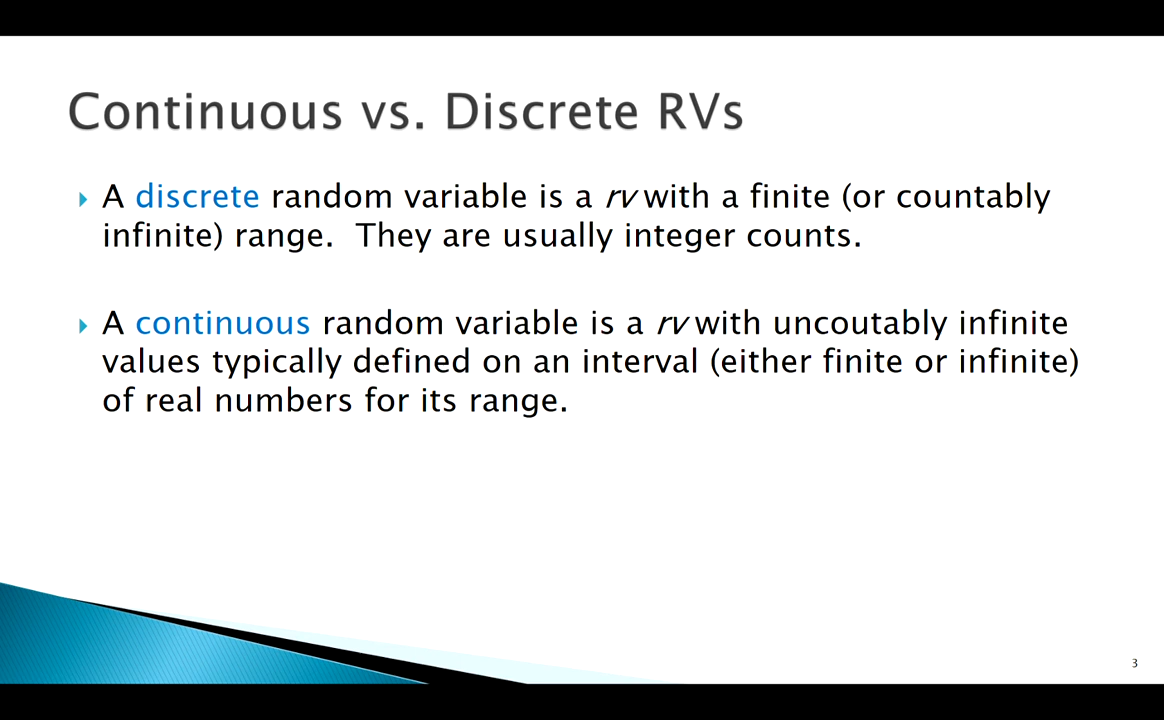 Continuous vs. Discrete RVs
A discrete random variable is a rv with a finite (or countably
infinite) range. They are usually integer counts.
A continuous random variable is a rv with uncoutably infinite
values typically defined on an interval (either finite or infinite)
of real numbers for its range.
3